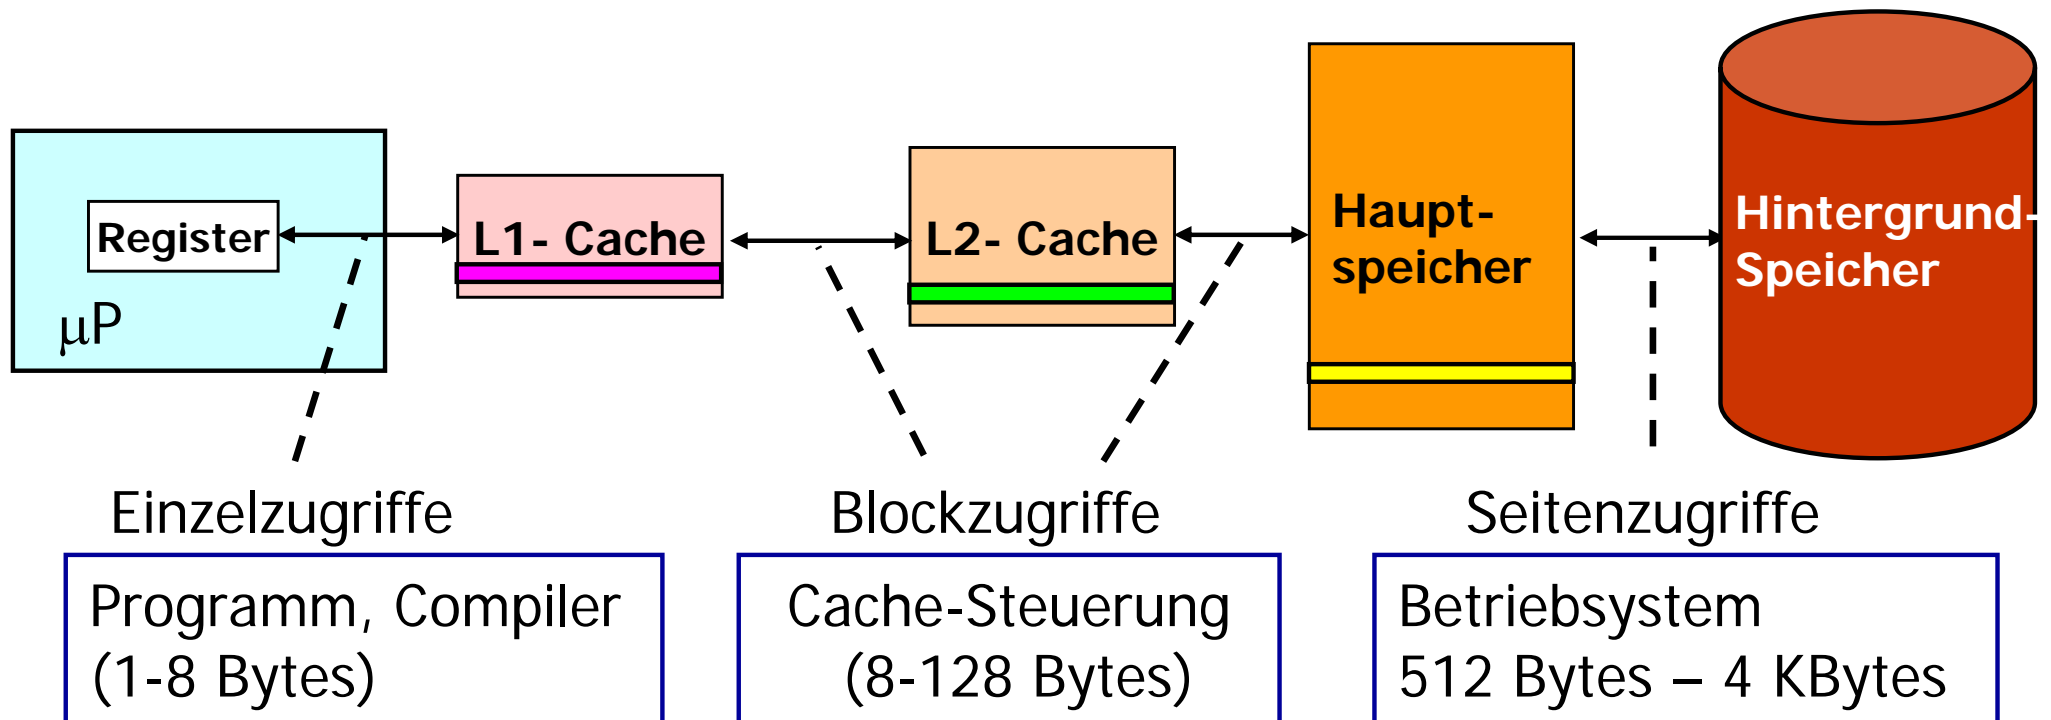 Register
μP
L1- Cache
L2- Cache
Haupt-
speicher
Hintergrund-
Speicher
Einzelzugriffe
Blockzugriffe
Seitenzugriffe
Programm, Compiler
(1-8 Bytes)
Cache-Steuerung
(8-128 Bytes)
Betriebsystem
512 Bytes – 4 KBytes